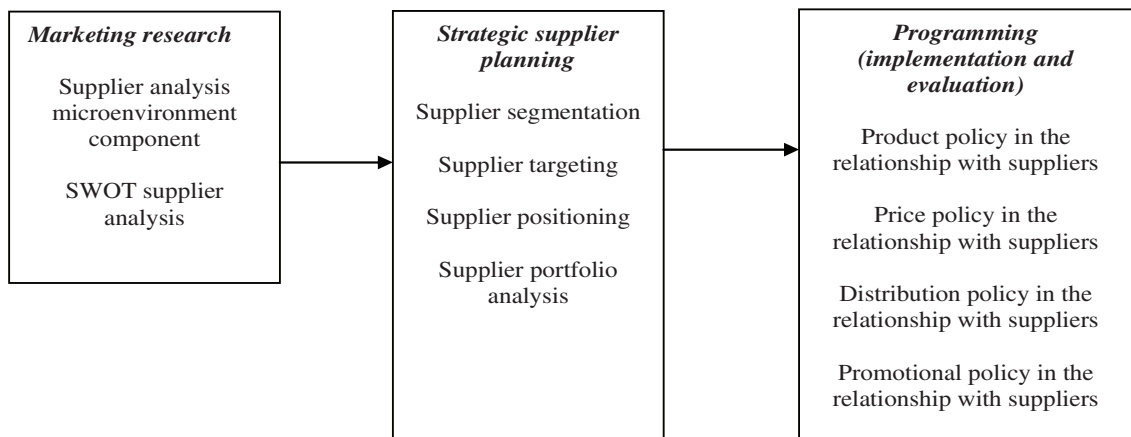 Marketing research
Supplier analysis
microenvironment
component
SWOT supplier
analysis
Strategic supplier
planning
Supplier segmentation
Supplier targeting
Supplier positioning
Supplier portfolio
analysis
Programming
(implementation and
evaluation)
Product policy in the
relationship with suppliers
Price policy in the
relationship with suppliers
Distribution policy in the
relationship with suppliers
Promotional policy in the
relationship with suppliers